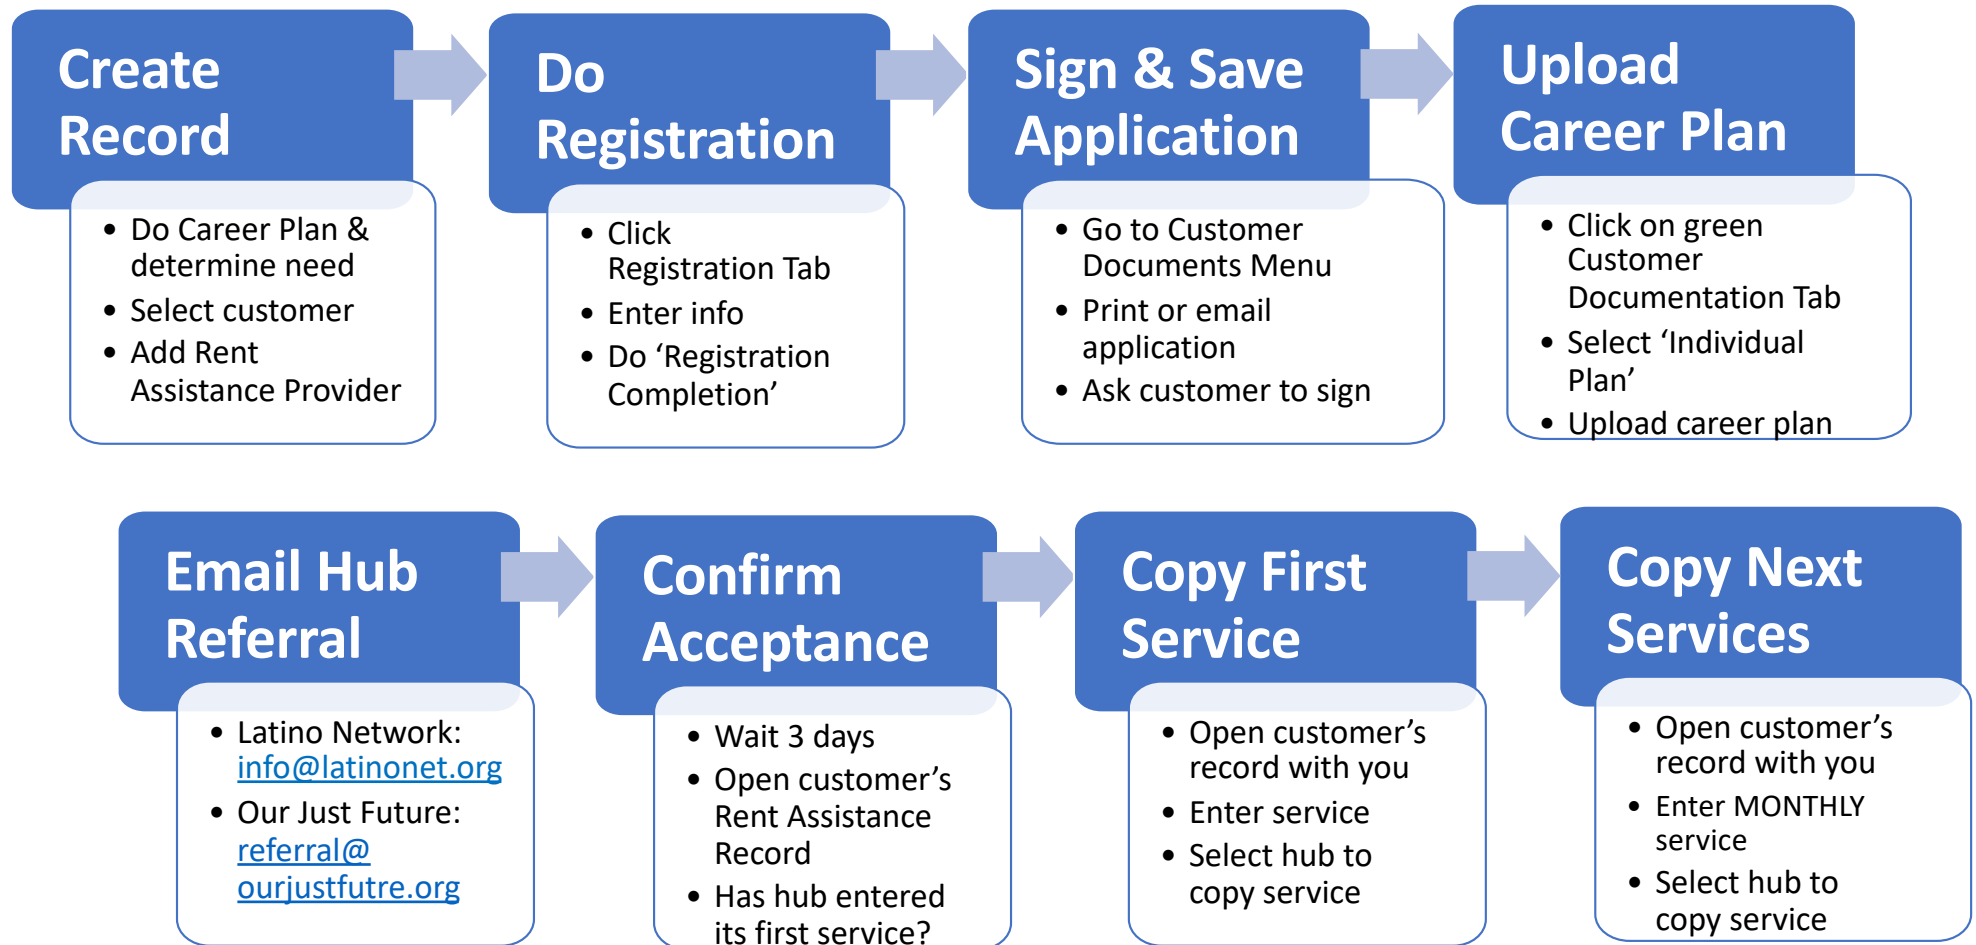 Create
Record
• Do Career Plan &
determine need
• Select customer
• Add Rent
Assistance Provider
Do
Registration
• Click
Registration Tab
• Enter info
• Do ‘Registration
Completion’
Sign & Save
Application
• Go to Customer
Documents Menu
• Print or email
application
• Ask customer to sign
Upload
Career Plan
• Click on green
Customer
Documentation Tab
• Select ‘Individual
Plan’
• Upload career plan
Email Hub
Referral
• Latino Network:
info@latinonet.org
• Our Just Future:
referral@
ourjustfutre.org
Confirm
Acceptance
• Wait 3 days
• Open customer’s
Rent Assistance
Record
• Has hub entered
its first service?
Copy First
Service
• Open customer’s
record with you
• Enter service
• Select hub to
copy service
Copy Next
Services
• Open customer’s
record with you
• Enter MONTHLY
service
• Select hub to
copy service